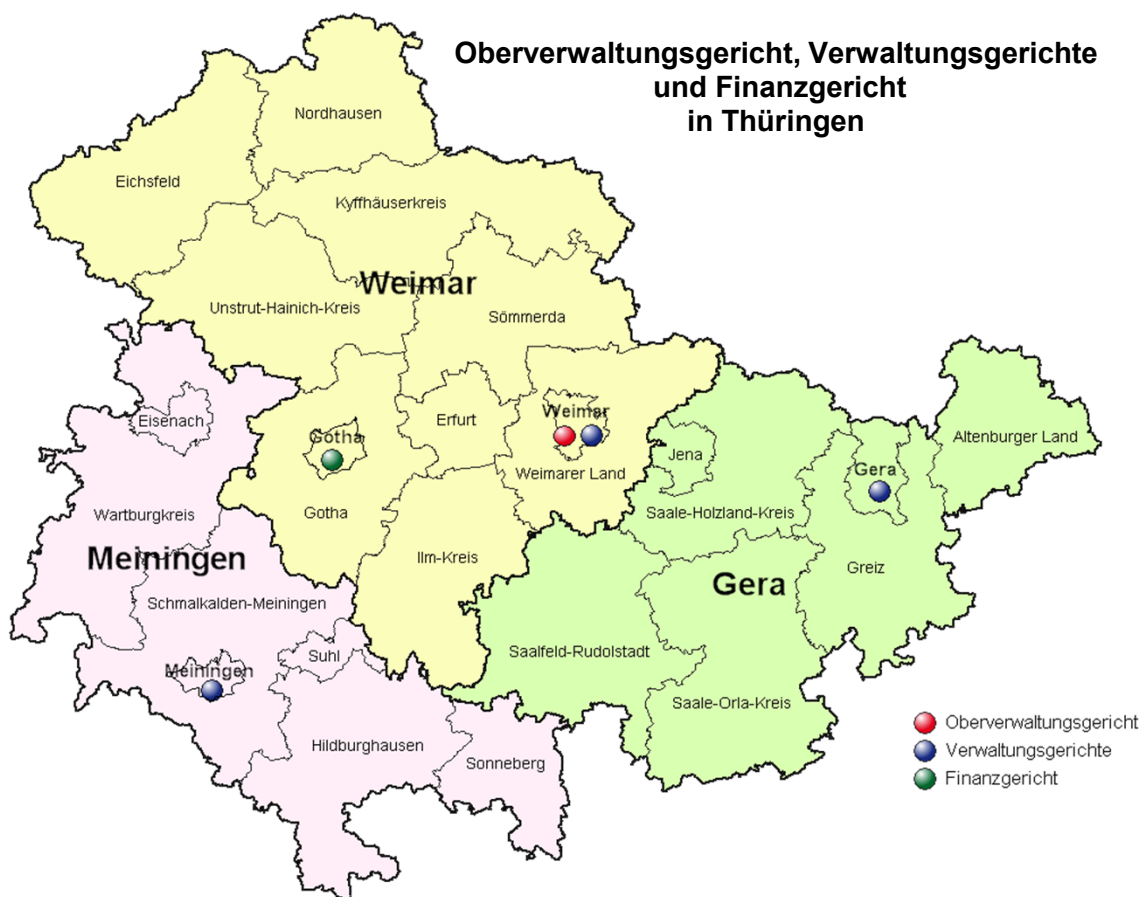 Oberverwaltungsgericht, Verwaltungsgerichte
und Finanzgericht
in Thüringen
Nordhausen
Eichsfeld
Kyffhäuserkreis
Weimar
Unstrut-Hainich-Kreis
Sömmerda
Eisenach
Gotha
Erfurt
Weimar
Altenburger Land
Jena
Gera
Weimarer Land
Wartburgkreis
Gotha
Saale-Holzland-Kreis
Meiningen
Ilm-Kreis
Greiz
Gera
Schmalkalden-Meiningen
Suhl
Saalfeld-Rudolstadt
Meiningen
Saale-Orla-Kreis
Hildburghausen
Sonneberg
Oberverwaltungsgericht
Verwaltungsgerichte
Finanzgericht